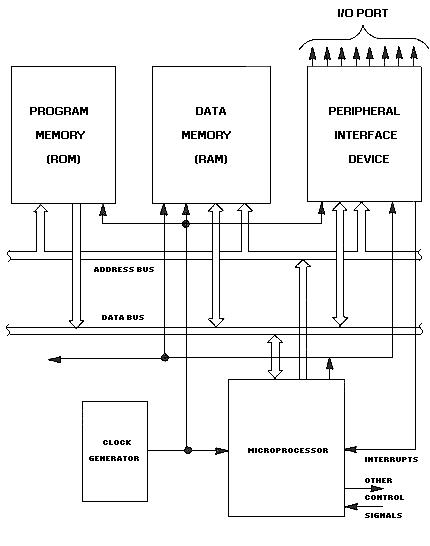 I/O PORT
PROGRAM
MEMORY
(ROM)
DATA
MEMORY
(RAM)
PERIPHERAL
INTERFACE
DEVICE
ADDRESS BUS
DATA BUS
CLOCK
GENERATOR
MICROPROCESSOR
INTERRUPTS
OTHER
CONTROL
SIGNALS